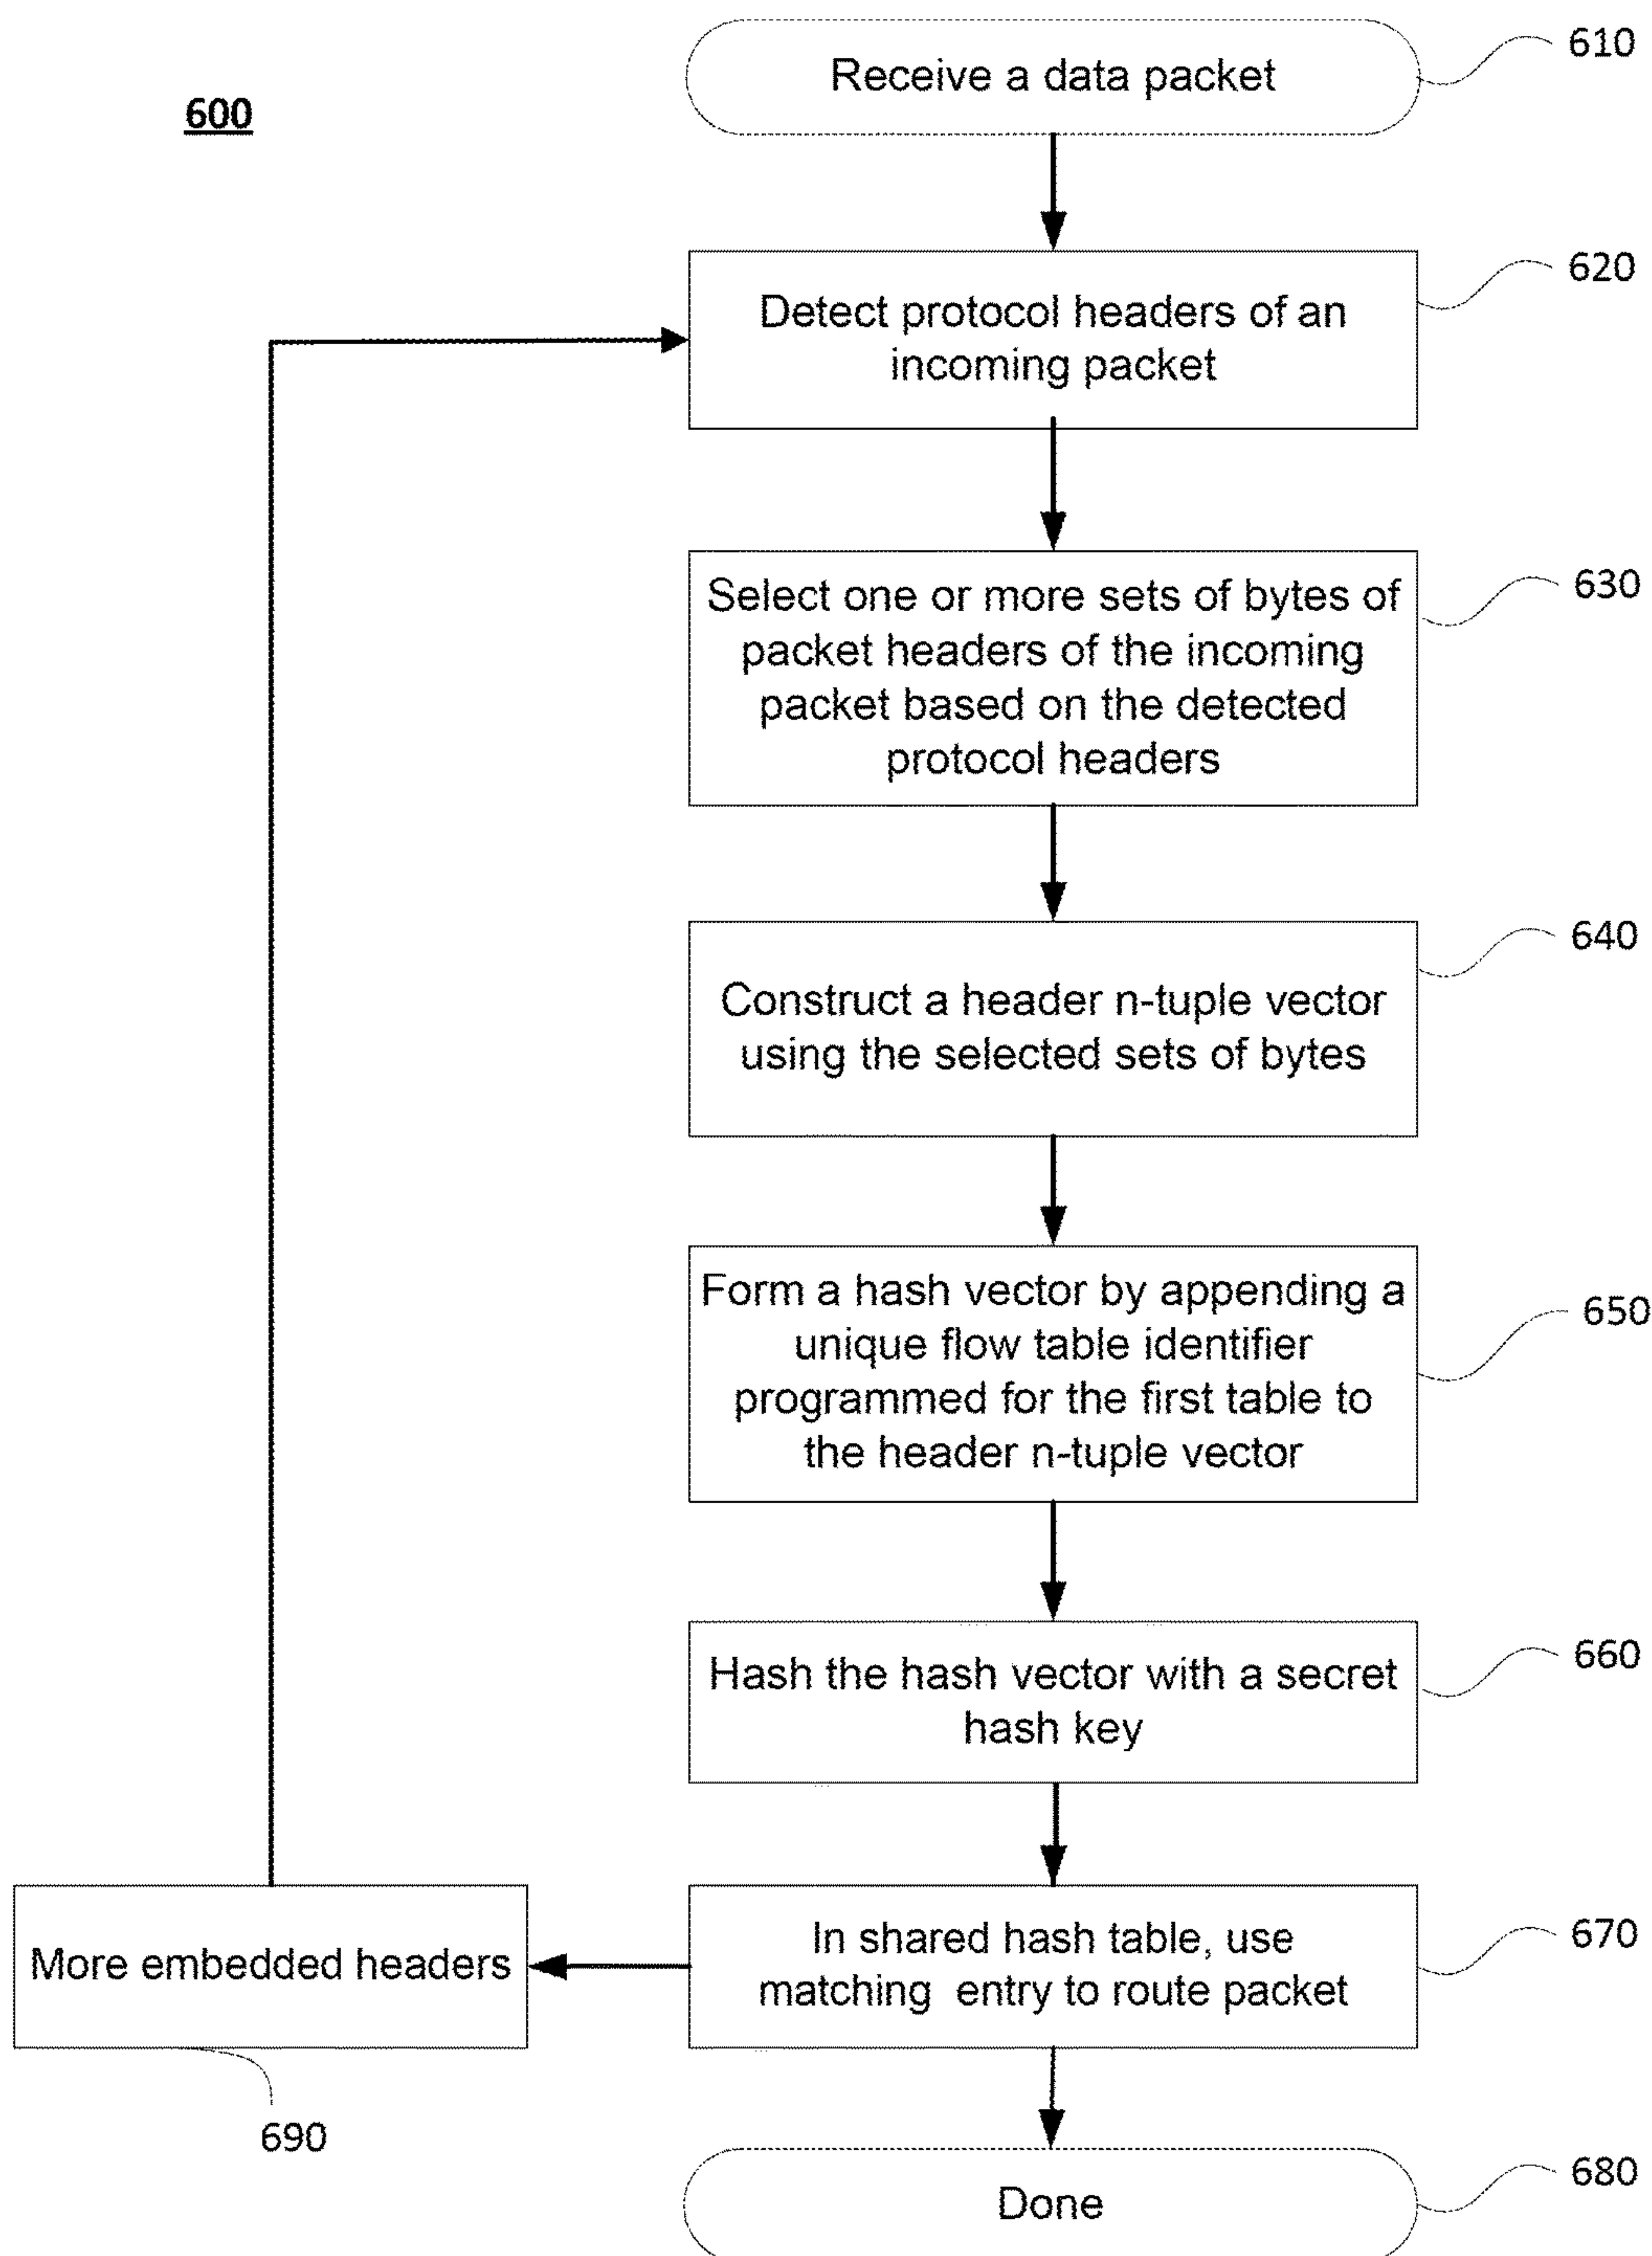 600
Receive a data packet
610
Detect protocol headers of an
incoming packet
620
Select one or more sets of bytes of
packet headers of the incoming
packet based on the detected
protocol headers
630
Construct a header n-tuple vector
using the selected sets of bytes
640
Form a hash vector by appending a
unique flow table identifier
programmed for the first table to
the header n-tuple vector
650
Hash the hash vector with a secret
hash key
660
In shared hash table, use
matching entry to route packet
670
More embedded headers
690
Done
680